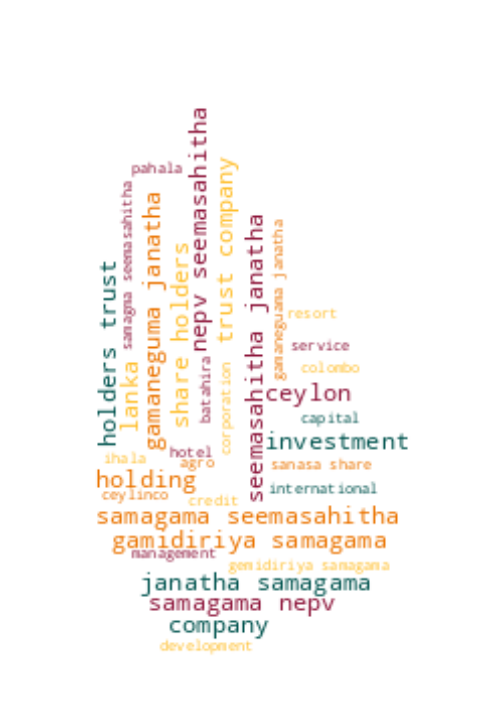 nepv seemasahitha
pahala
trust company
samagma seemasahitha
gamaneguma janatha
seemasahitha janatha
gamaneguama janatha
share holders
holders trust
resort
service
batahira
lanka
corporation
colombo
ceylon
capital
investment
hotel
ihala
agro
sanasa share
holding
international
ceylinco
credit
samagama seemasahitha
gamidiriya samagama
management
gemidiriya samagama
janatha samagama
samagama nepv
company
development